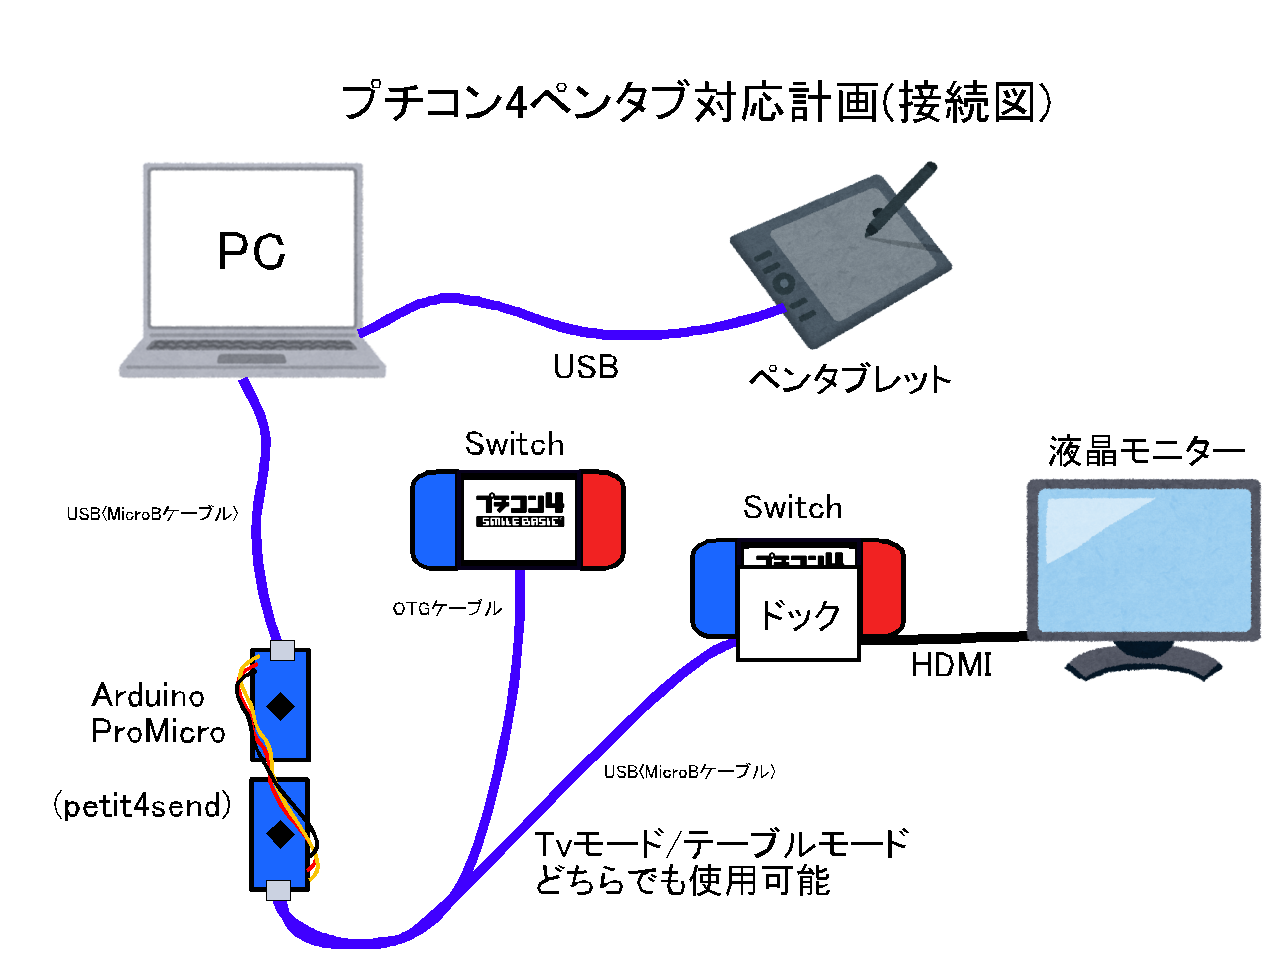 プチコン4ペンタブ対応計画(接続図)
PC
USB
ペンタブレット
Switch
液晶モニター
プチコン4
SMILE BASIC
USB(MicroBケーブル)
Switch
プチコン4
OTGケーブル
ドック
HDMI
Arduino
ProMicro
USB(MicroBケーブル)
(petit4send)
Tvモード/テーブルモード
どちらでも使用可能